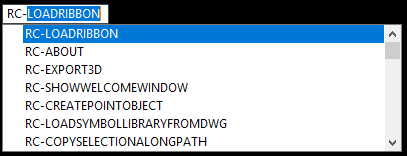 RC-LOADRIBBON
RC-LOADRIBBON
RC-ABOUT
RC-EXPORT3D
RC-SHOWWELCOMEWINDOW
RC-CREATEPOINTOBJECT
RC-LOADSYMBOLLIBRARYFROMDWG
RC-COPYSELECTIONALONGPATH